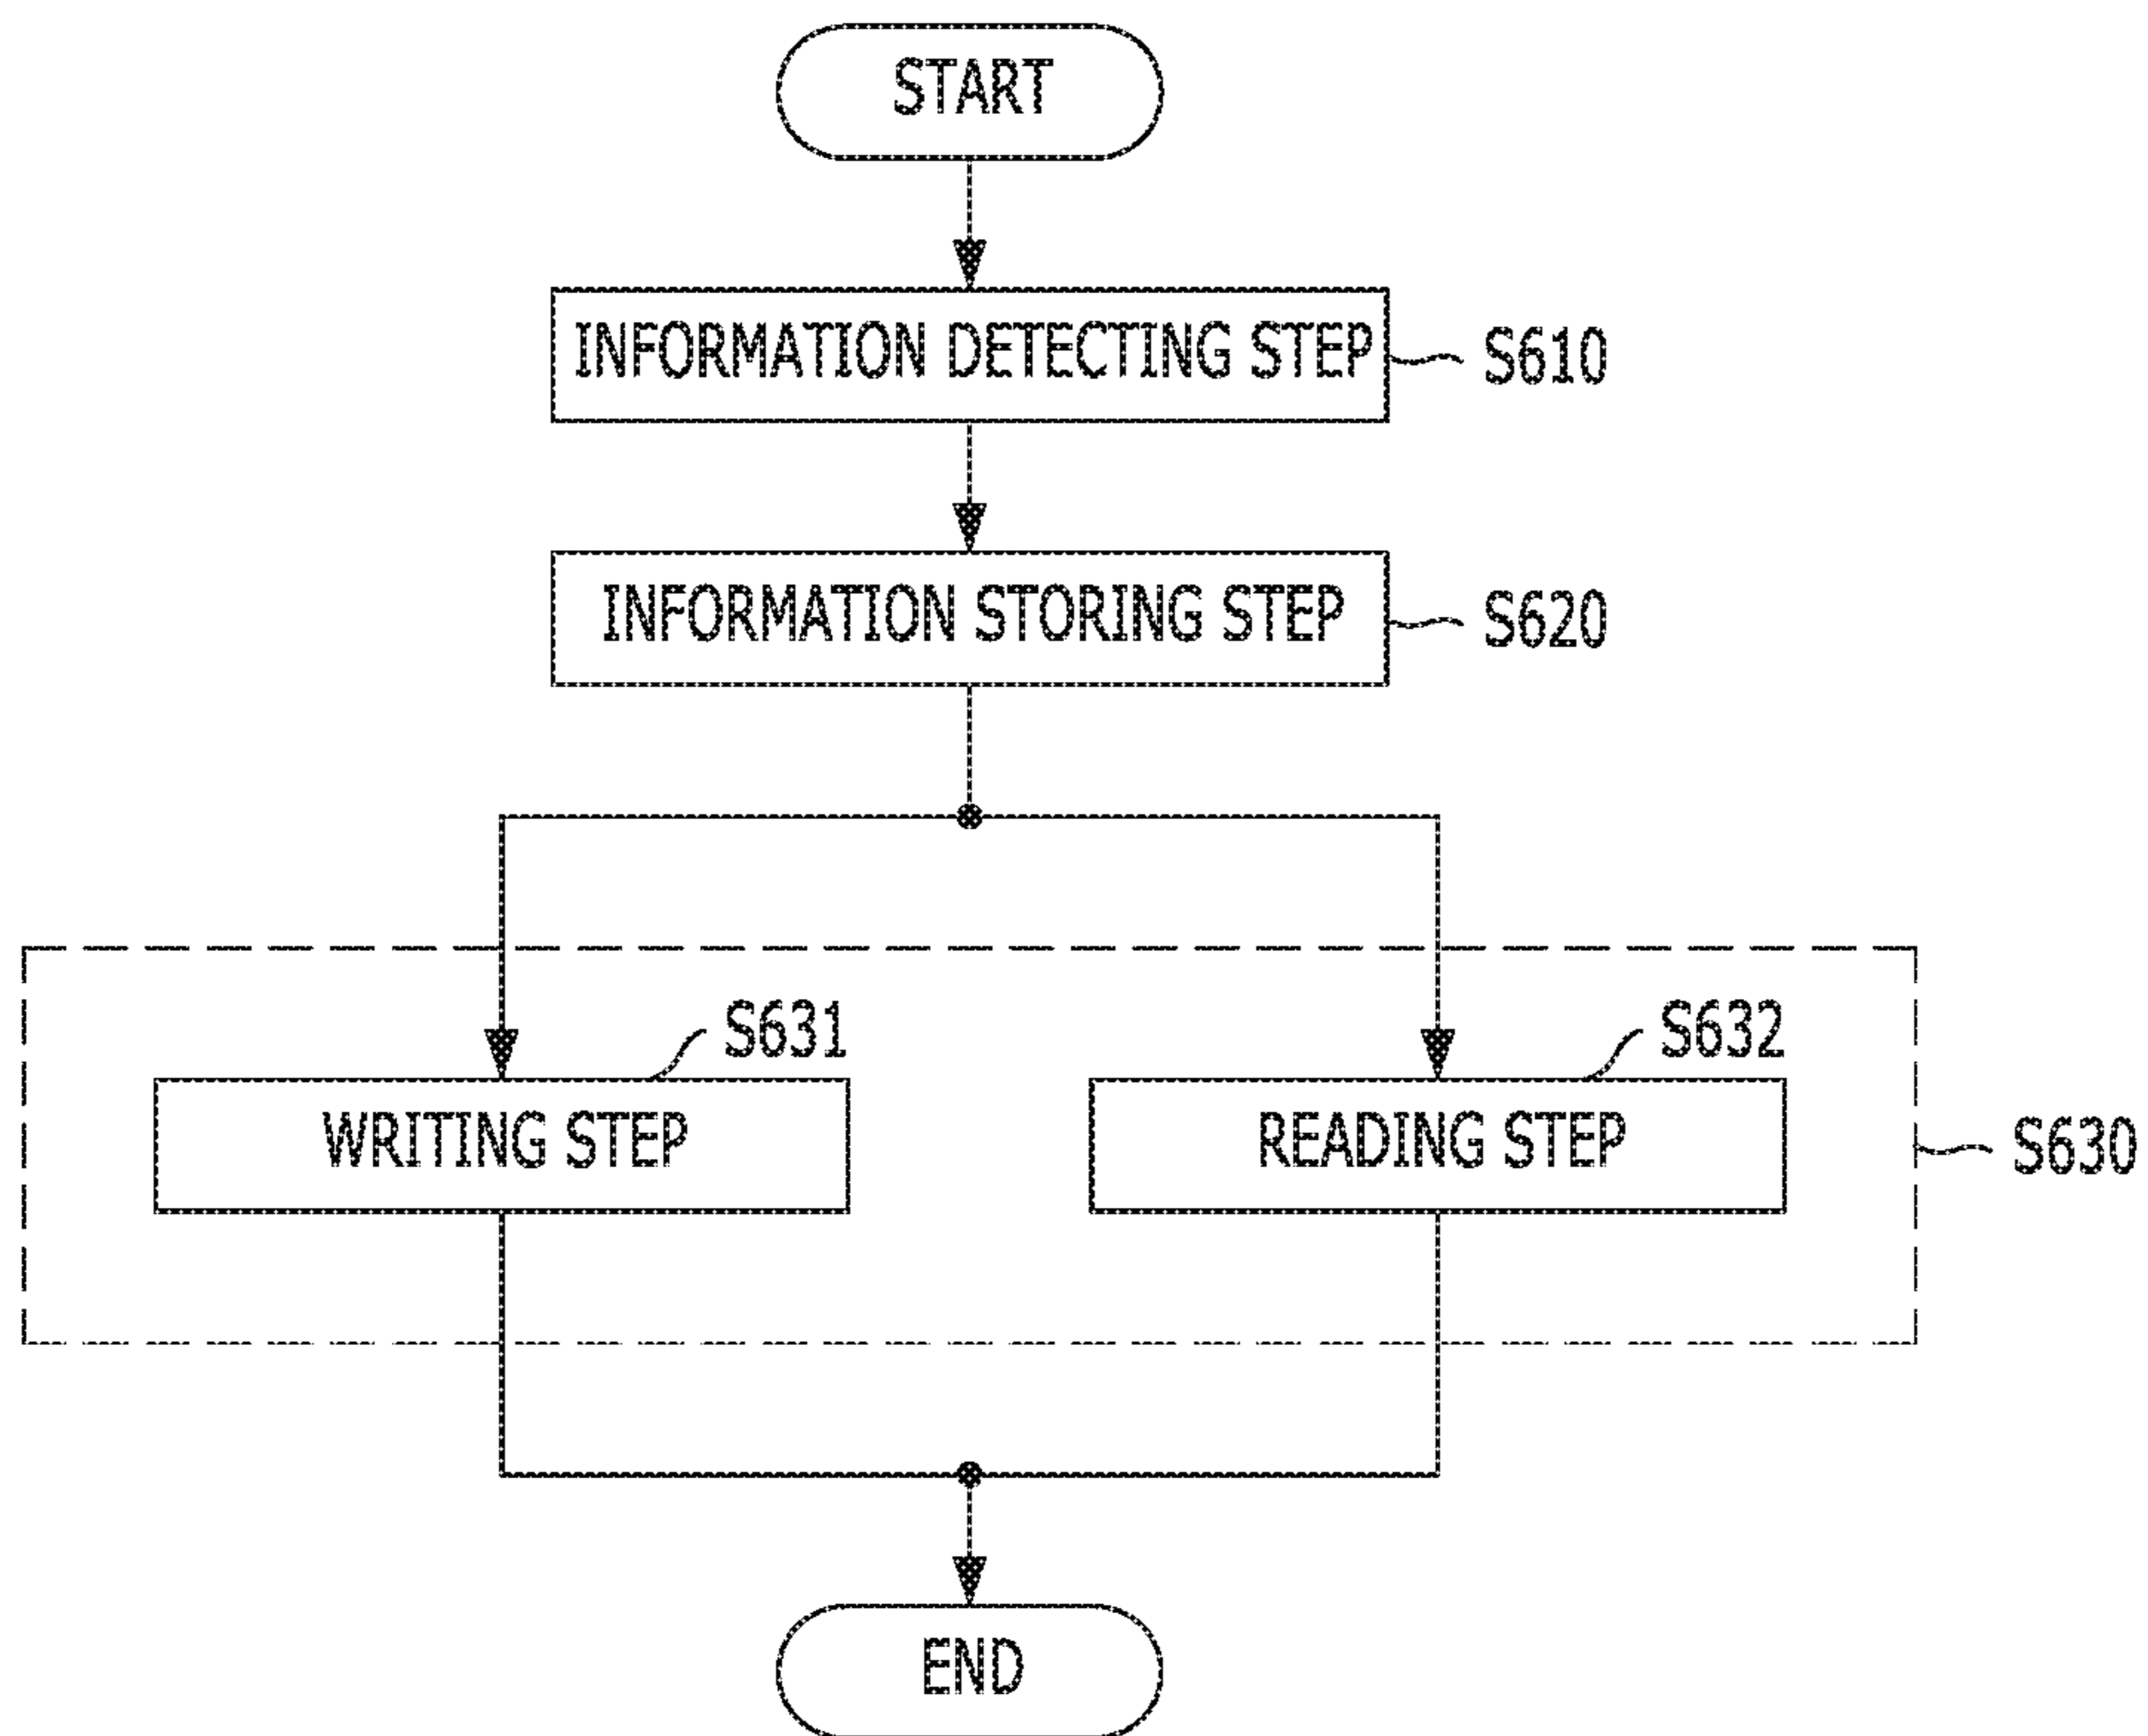 START
INFORMATION DETECTING STEP
S610
INFORMATION STORING STEP
S620
S631
S632
WRITING STEP
READING STEP
S630
END